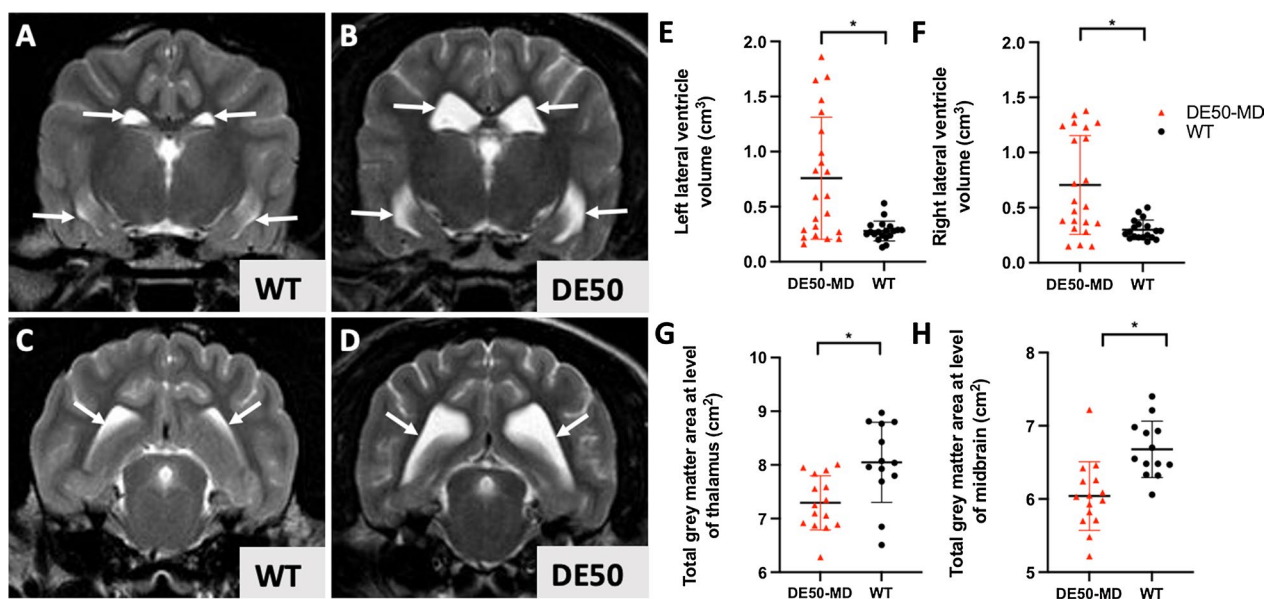 A
WT
B
DE50
C
WT
D
DE50
E
Left lateral ventricle
volume (cm³)
2.0
1.5
1.0
0.5
0.0
*
DE50-MD
WT
F
Right lateral ventricle
volume (cm³)
2.0
1.5
1.0
0.5
0.0
*
DE50-MD
WT
DE50-MD
WT
G
Total grey matter area at level
of thalamus (cm²)
10
9
8
7
6
*
DE50-MD
WT
H
Total grey matter area at level
of midbrain (cm²)
8
7
6
5
*
DE50-MD
WT